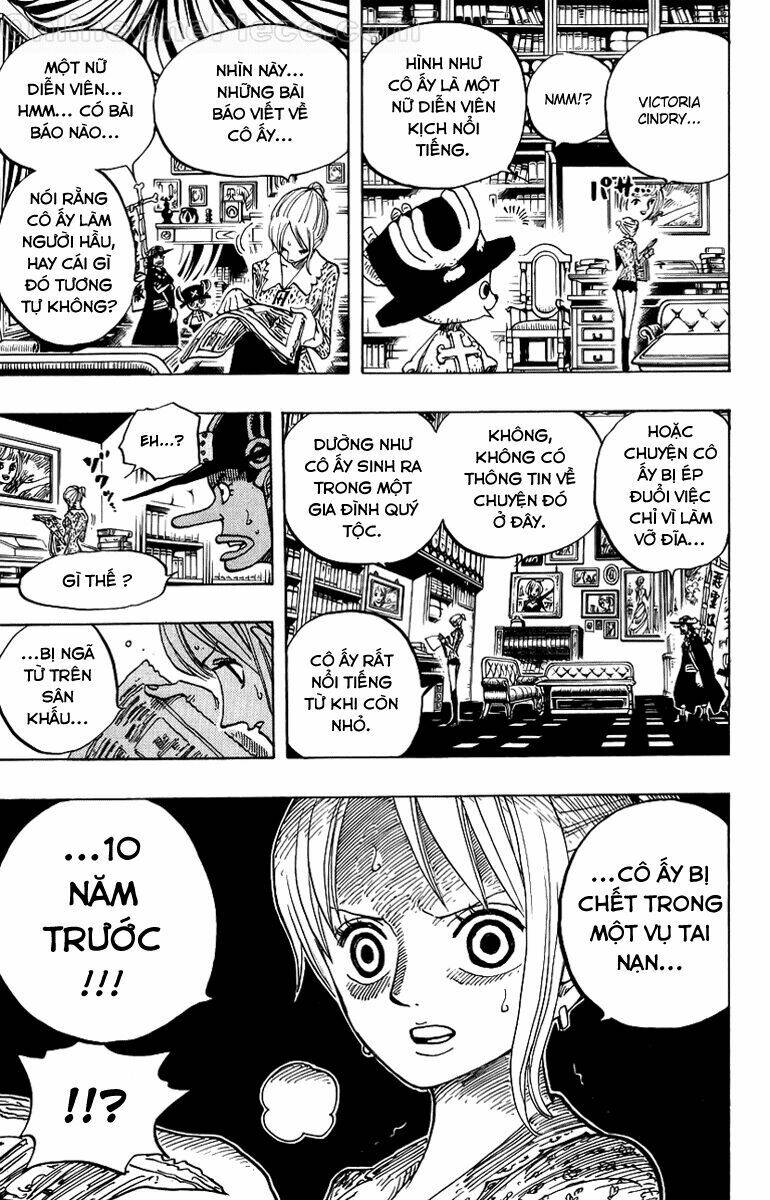 VICTORIA
CINDRY...
NMM!?
HÌNH NHƯ
CÔ ẤY LÀ MỘT
NỮ DIỄN VIÊN
KỊCH NỔI
TIẾNG.
NHÌN NÀY...
NHỮNG BÀI
BÁO VIẾT VỀ
CÔ ẤY...
MỘT NỮ
DIỄN VIÊN...
HMM... CÓ BÀI
BÁO NÀO...
NÓI RẰNG
CÔ ẤY LÀM
NGƯỜI HẦU,
HAY CÁI GÌ
ĐÓ TƯƠNG
TỰ KHÔNG?
HOẶC
CHUYỆN CÔ
ẤY BỊ ÉP
ĐUỔI VIỆC
CHỈ VÌ LÀM
VỠ ĐĨA...
KHÔNG,
KHÔNG CÓ
THÔNG TIN VỀ
CHUYỆN ĐÓ
Ở ĐÂY.
DƯỜNG NHƯ
CÔ ẤY SINH RA
TRONG MỘT
GIA ĐÌNH QUÝ
TỘC.
CÔ ẤY RẤT
NỔI TIẾNG
TỪ KHI CÒN
NHỎ.
EH...?
GÌ THẾ ?
...BỊ NGÃ
TỪ TRÊN
SÂN
KHẤU...
...CÔ ẤY BỊ
CHẾT TRONG
MỘT VỤ TAI
NẠN...
...10
NĂM
TRƯỚC
!!!
!!?